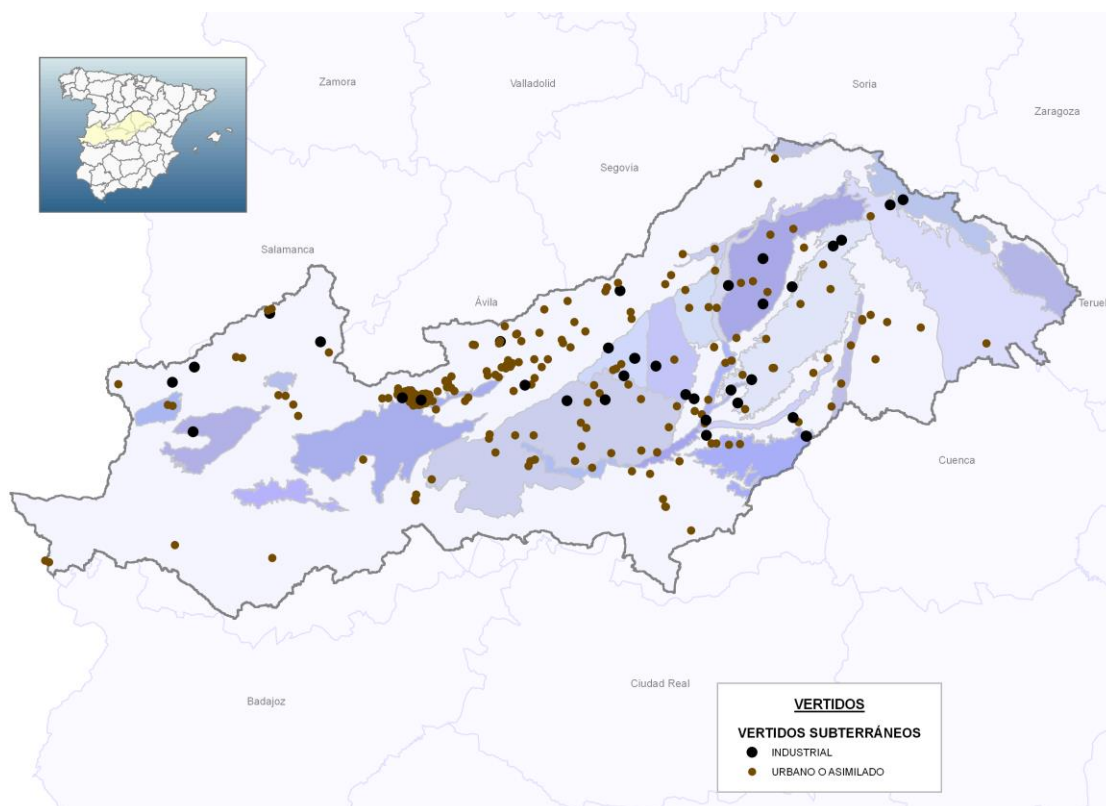 Zamora
Valladolid
Soria
Zaragoza
Segovia
Salamanca
Ávila
Teruel
Cuenca
Ciudad Real
Badajoz
VERTIDOS
VERTIDOS SUBTERRÁNEOS
INDUSTRIAL
URBANO O ASIMILADO